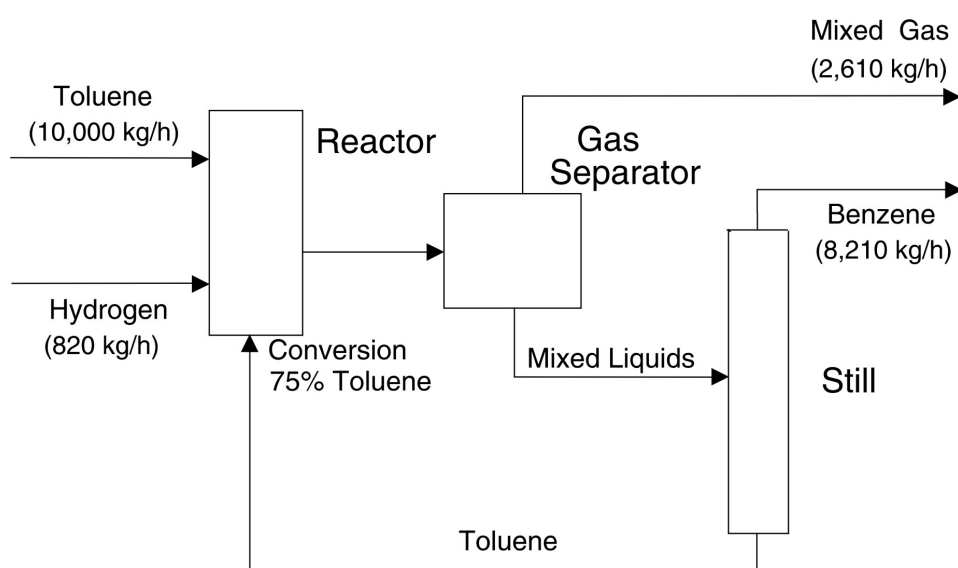 Mixed Gas
(2,610 kg/h)
Toluene
(10,000 kg/h)
Reactor
Gas
Separator
Benzene
(8,210 kg/h)
Hydrogen
(820 kg/h)
Conversion
75% Toluene
Mixed Liquids
Still
Toluene